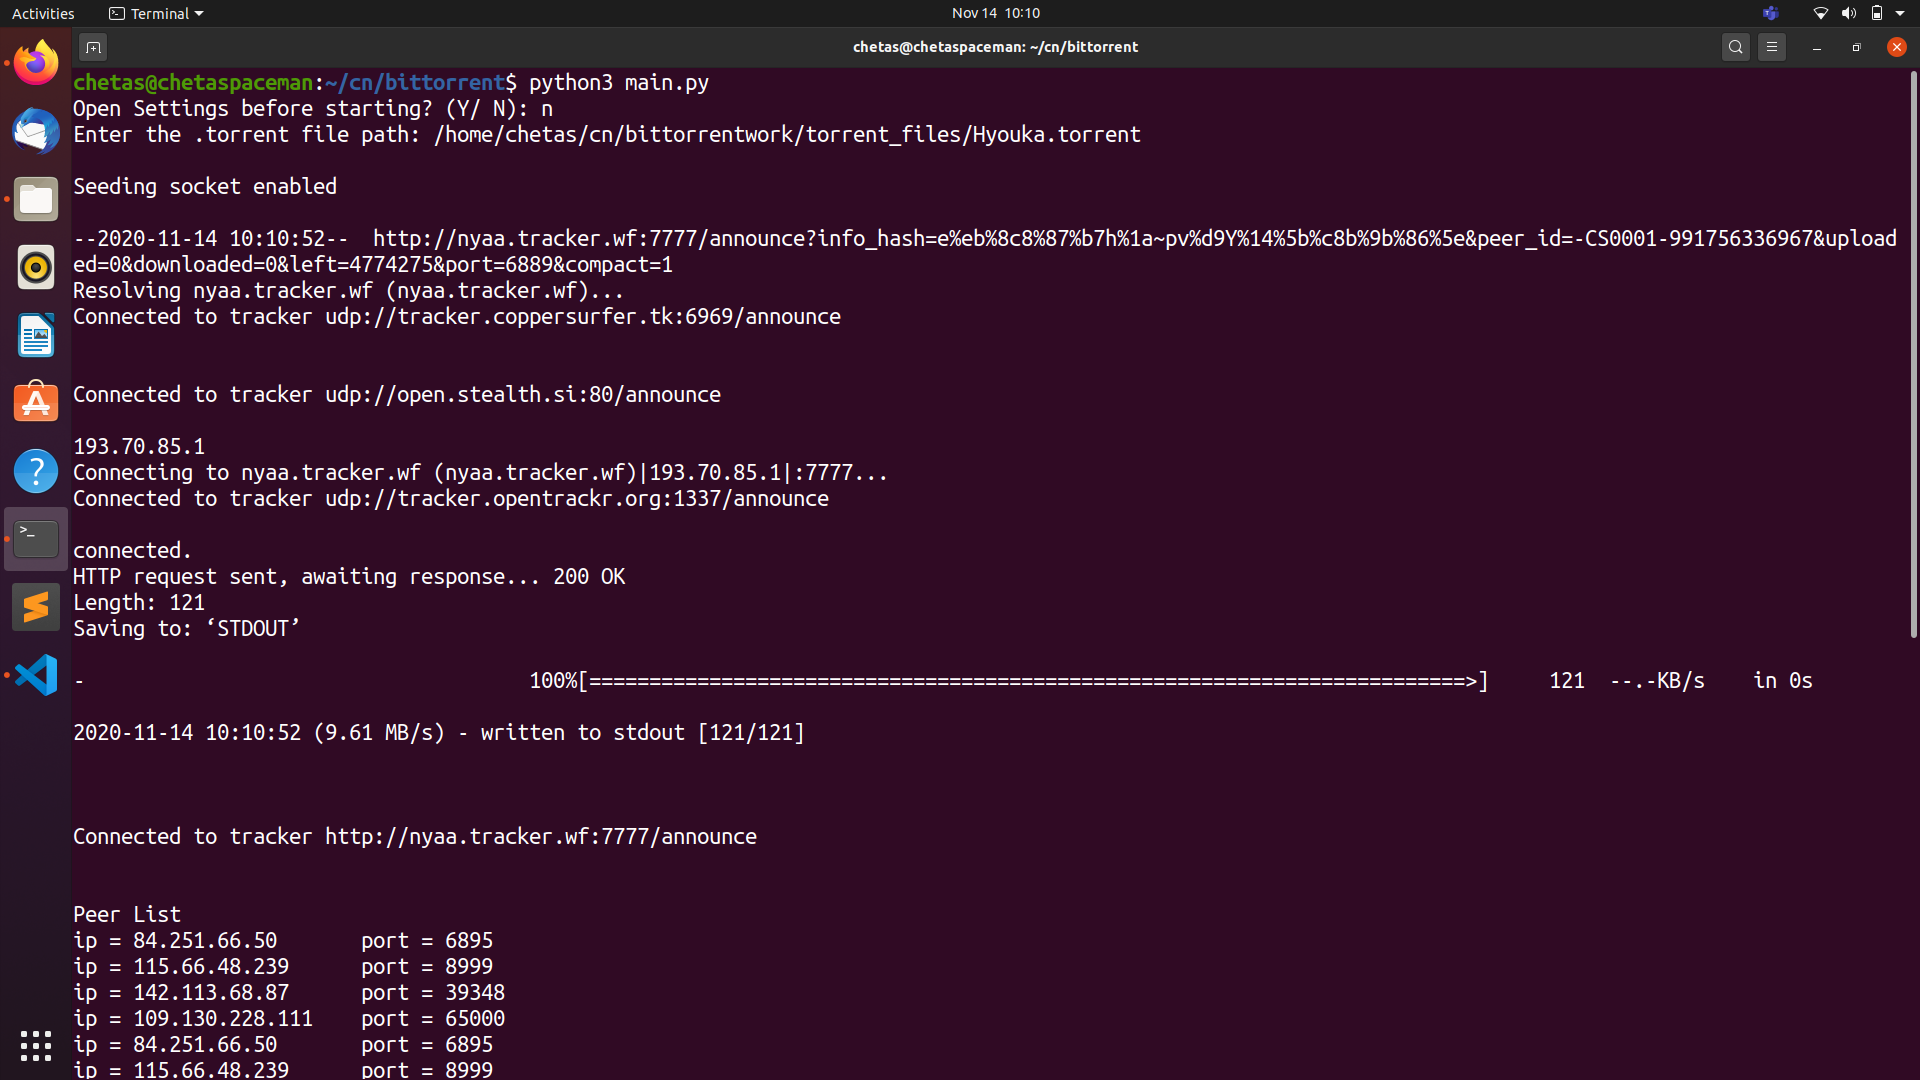 Activities
Terminal
Nov 14 10:10
chetas@chetaspaceman: ~/cn/bittorrent
chetas@chetaspaceman:~/cn/bittorrent$ python3 main.py
Open Settings before starting? (Y/ N): n
Enter the .torrent file path: /home/chetas/cn/bittorrentwork/torrent_files/Hyouka.torrent
Seeding socket enabled
--2020-11-14 10:10:52--  http://nyaa.tracker.wf:7777/announce?info_hash=e%eb%8c8%87%b7h%1a~pv%d9Y%14%5b%c8b%9b%86%5e&peer_id=-CS0001-991756336967&upload
ed=0&downloaded=0&left=4774275&port=6889&compact=1
Resolving nyaa.tracker.wf (nyaa.tracker.wf)...
Connected to tracker udp://tracker.coppersurfer.tk:6969/announce
Connected to tracker udp://open.stealth.si:80/announce
193.70.85.1
Connecting to nyaa.tracker.wf (nyaa.tracker.wf)|193.70.85.1|:7777...
Connected to tracker udp://tracker.opentrackr.org:1337/announce
connected.
HTTP request sent, awaiting response... 200 OK
Length: 121
Saving to: ‘STDOUT’
-                                     100%[=========================================================================>]     121  --.-KB/s    in 0s
2020-11-14 10:10:52 (9.61 MB/s) - written to stdout [121/121]
Connected to tracker http://nyaa.tracker.wf:7777/announce
Peer List
ip = 84.251.66.50       port = 6895
ip = 115.66.48.239      port = 8999
ip = 142.113.68.87      port = 39348
ip = 109.130.228.111    port = 65000
ip = 84.251.66.50       port = 6895
ip = 115.66.48.239      port = 8999